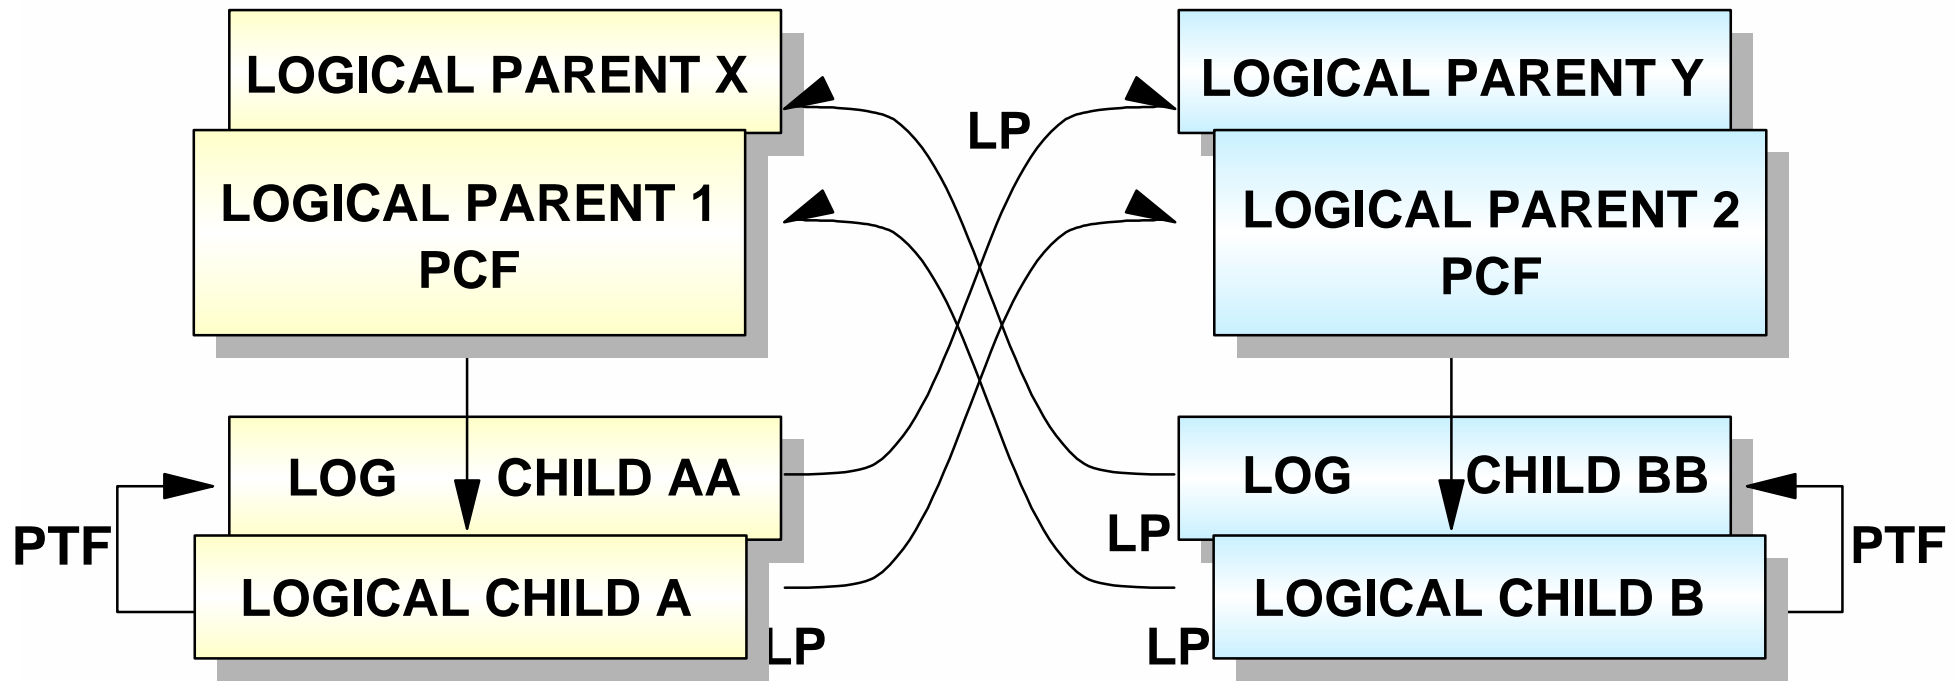 LOGICAL PARENT X
LOGICAL PARENT Y
LP
LOGICAL PARENT 1
PCF
LOGICAL PARENT 2
PCF
LOG CHILD AA
LOG CHILD BB
PTF
LP
PTF
LOGICAL CHILD A
LOGICAL CHILD B
LP
LP